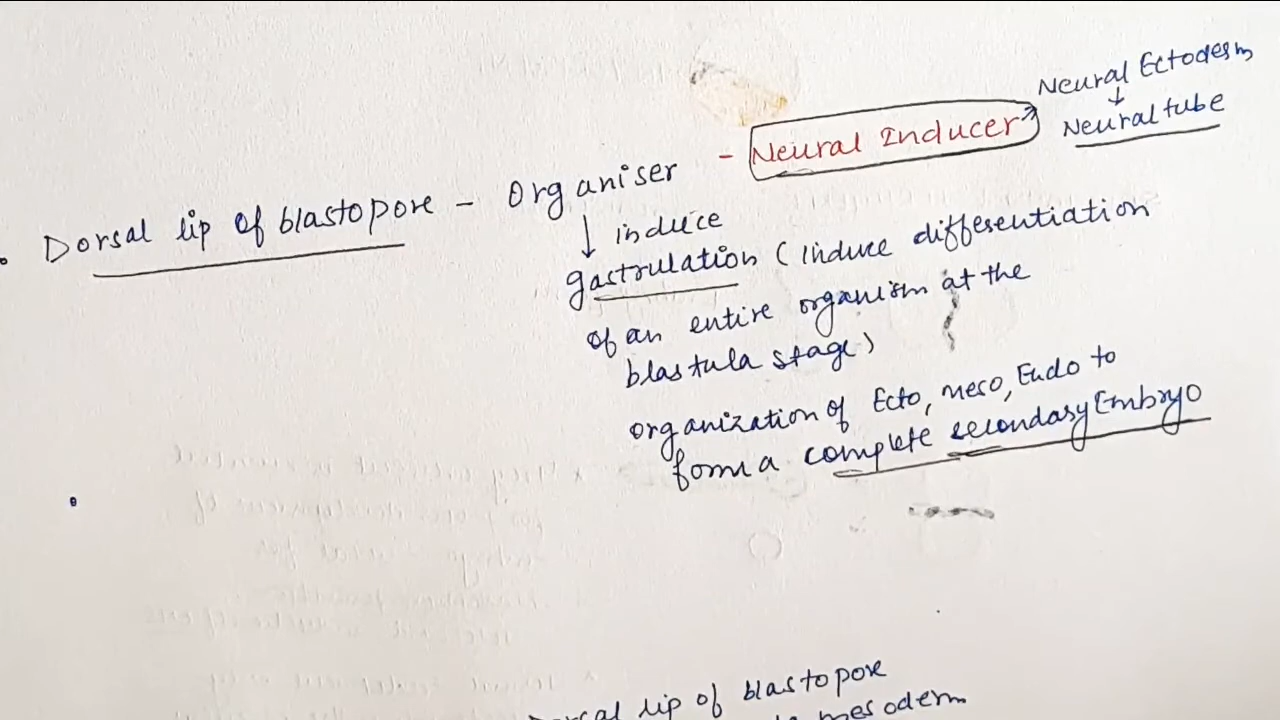 Neural Ectoderm
↓
Neural tube
• Dorsal lip of blastopore - Organiser - Neural Inducer
↓ induce
gastrulation (Induce differentiation
of an entire organism at the
blastula stage)
organization of Ecto, meso, Endo to
form a complete secondary Embryo
lip of blastopore
mesoderm